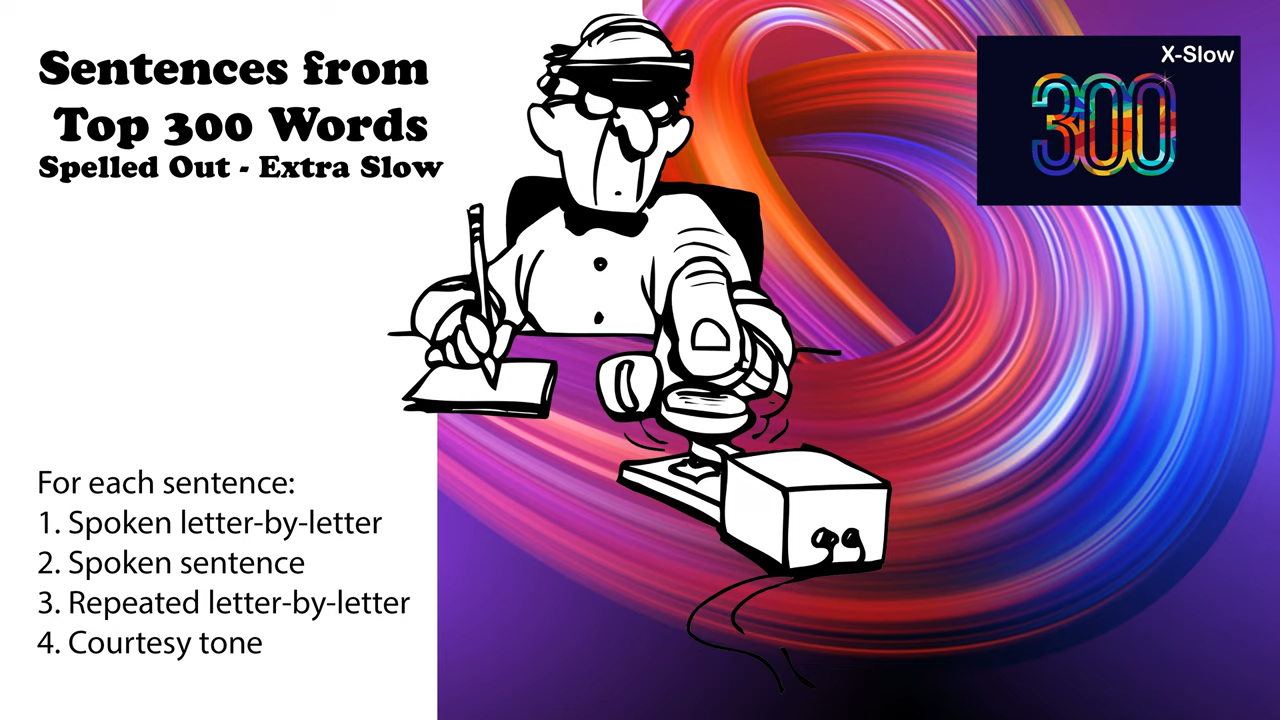 Sentences from
Top 300 Words
Spelled Out - Extra Slow
X-Slow
300
For each sentence:
1. Spoken letter-by-letter
2. Spoken sentence
3. Repeated letter-by-letter
4. Courtesy tone